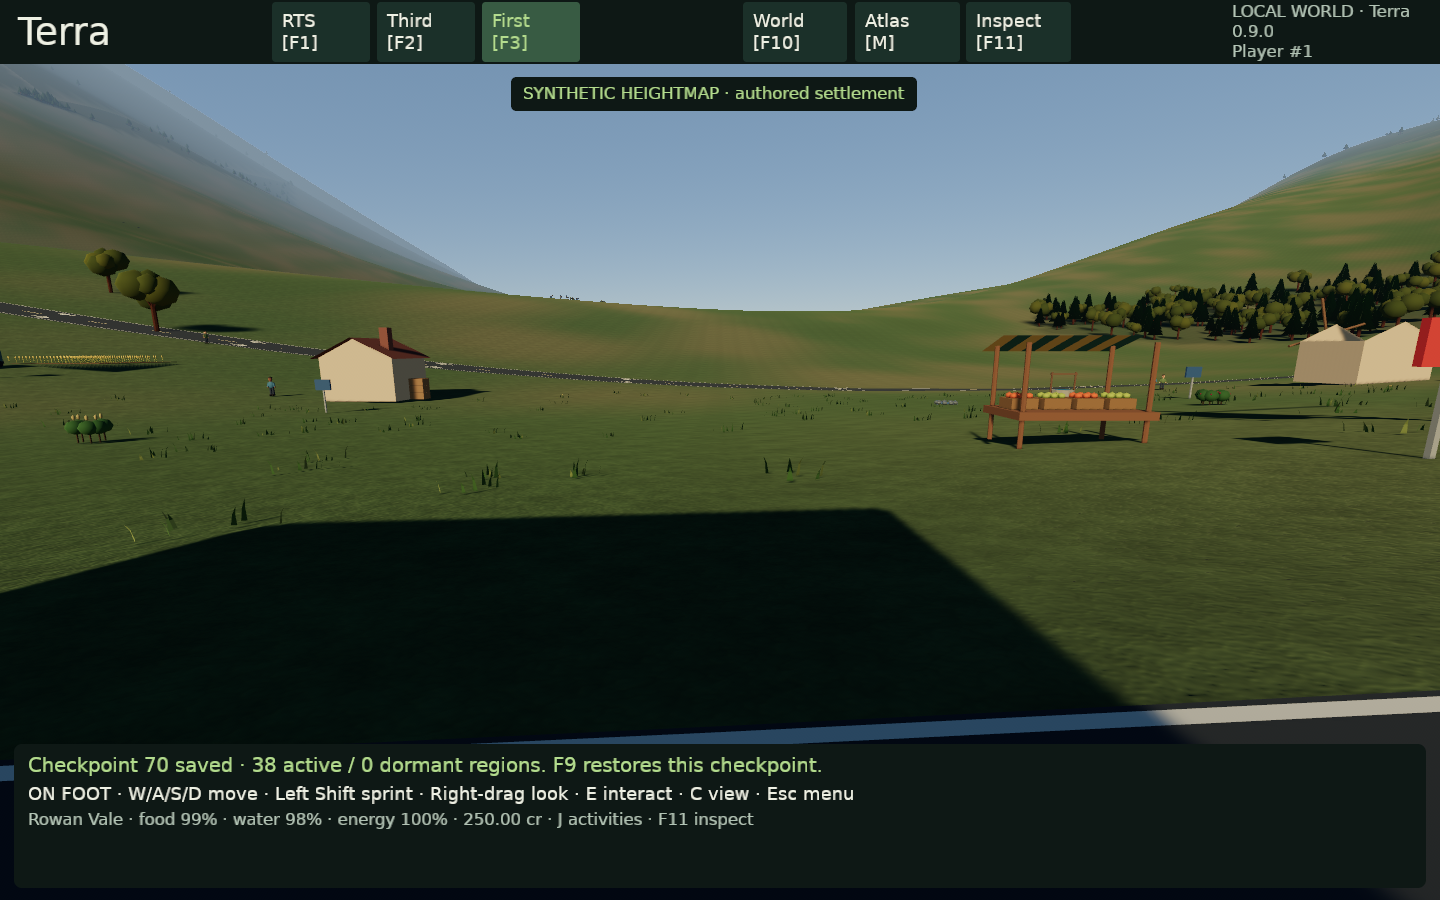 Terra
RTS
[F1]
Third
[F2]
First
[F3]
World
[F10]
Atlas
[M]
Inspect
[F11]
LOCAL WORLD · Terra
0.9.0
Player #1
SYNTHETIC HEIGHTMAP · authored settlement
Checkpoint 70 saved · 38 active / 0 dormant regions. F9 restores this checkpoint.
ON FOOT · W/A/S/D move · Left Shift sprint · Right-drag look · E interact · C view · Esc menu
Rowan Vale · food 99% · water 98% · energy 100% · 250.00 cr · J activities · F11 inspect